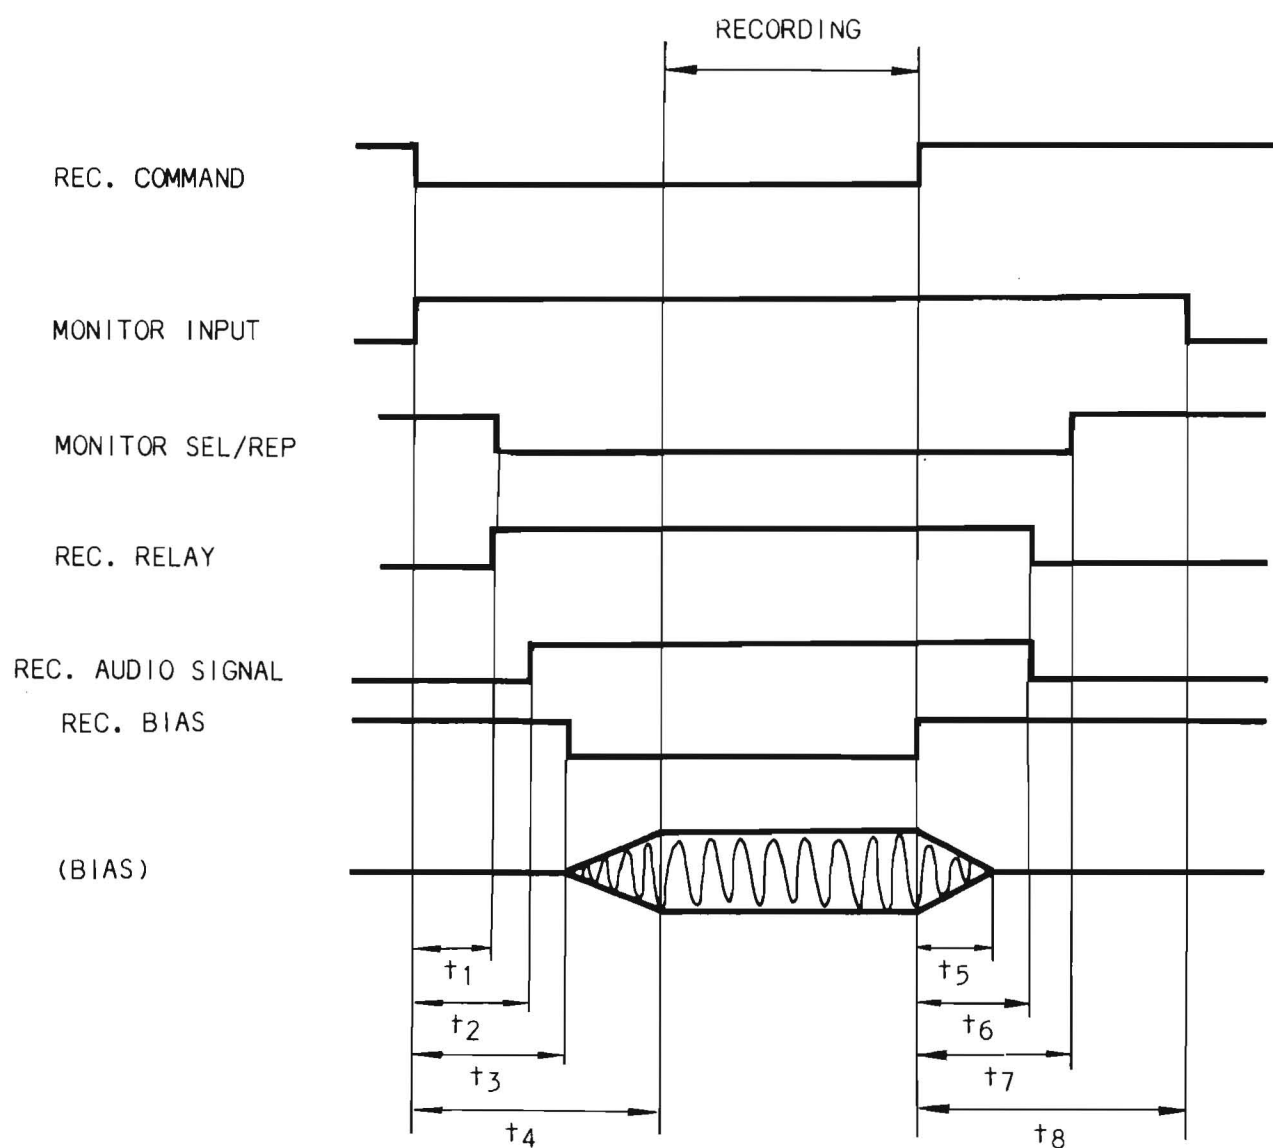 RECORDING
REC. COMMAND
MONITOR INPUT
MONITOR SEL/REP
REC. RELAY
REC. AUDIO SIGNAL
REC. BIAS
(BIAS)
t1
t5
t2
t6
t3
t7
t4
t8